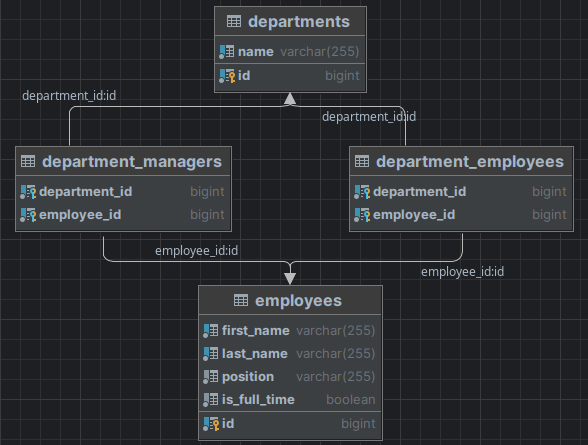 departments
name varchar(255)
id bigint
department_id:id
department_id:id
department_managers
department_id bigint
employee_id bigint
department_employees
department_id bigint
employee_id bigint
employee_id:id
employee_id:id
employees
first_name varchar(255)
last_name varchar(255)
position varchar(255)
is_full_time boolean
id bigint